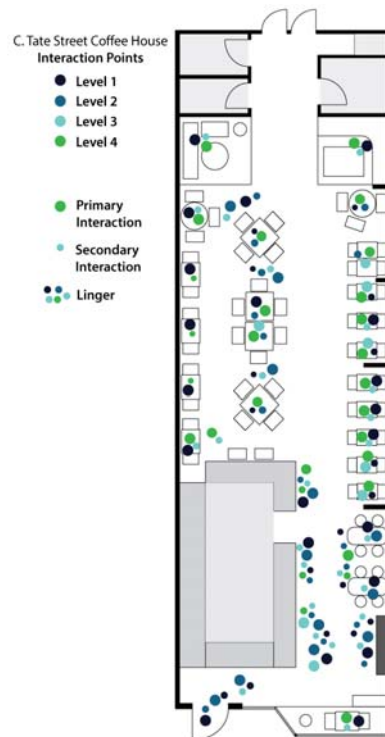 C. Tate Street Coffee House
Interaction Points
Level 1
Level 2
Level 3
Level 4
Primary
Interaction
Secondary
Interaction
Linger